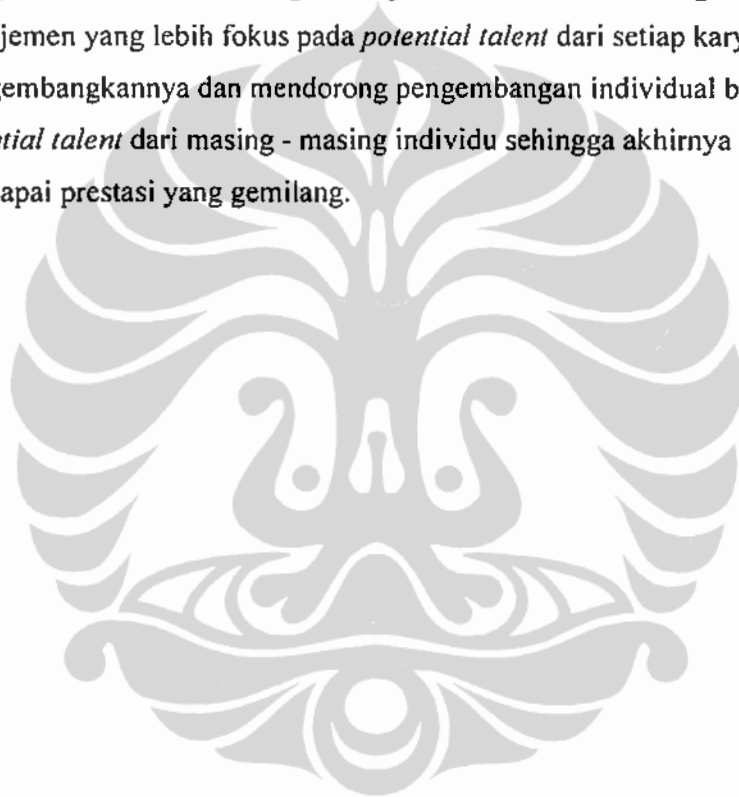 jemen yang lebih fokus pada potential talent dari setiap kary
gembangkannya dan mendorong pengembangan individual b
tial talent dari masing - masing individu sehingga akhirnya
apai prestasi yang gemilang.